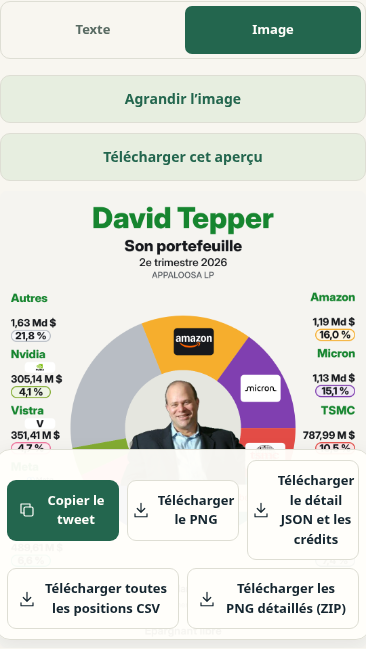 Texte
Image
Agrandir l’image
Télécharger cet aperçu
David Tepper
Son portefeuille
2e trimestre 2026
APPALOOSA LP
Autres
1,63 Md $
21,8 %
Nvidia
305,14 M $
4,1 %
Vistra
V
351,41 M $
4,7 %
Meta
amazon
micron
Amazon
1,19 Md $
16,0 %
Micron
1,13 Md $
15,1 %
TSMC
787,99 M $
10,5 %
Copier le
tweet
Télécharger
le PNG
Télécharger
le détail
JSON et les
crédits
Télécharger toutes
les positions CSV
Télécharger les
PNG détaillés (ZIP)